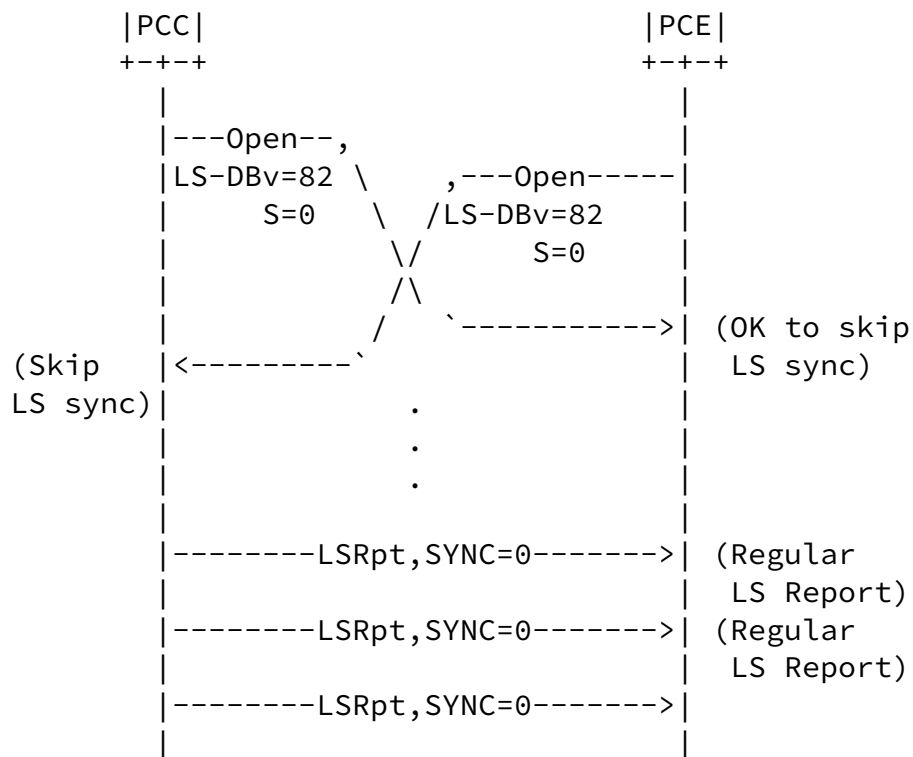 |PCC|                       |PCE|
+-+-+                       +-+-+
---Open--,
LS-DBv=82 \    ,---Open-----
S=0 \ /LS-DBv=82
S=0
`----------->| (OK to skip
(Skip |<---------` LS sync)
LS sync)
.
.
.
|--------LSRpt,SYNC=0------->| (Regular
LS Report)
|--------LSRpt,SYNC=0------->| (Regular
LS Report)
|--------LSRpt,SYNC=0------->|